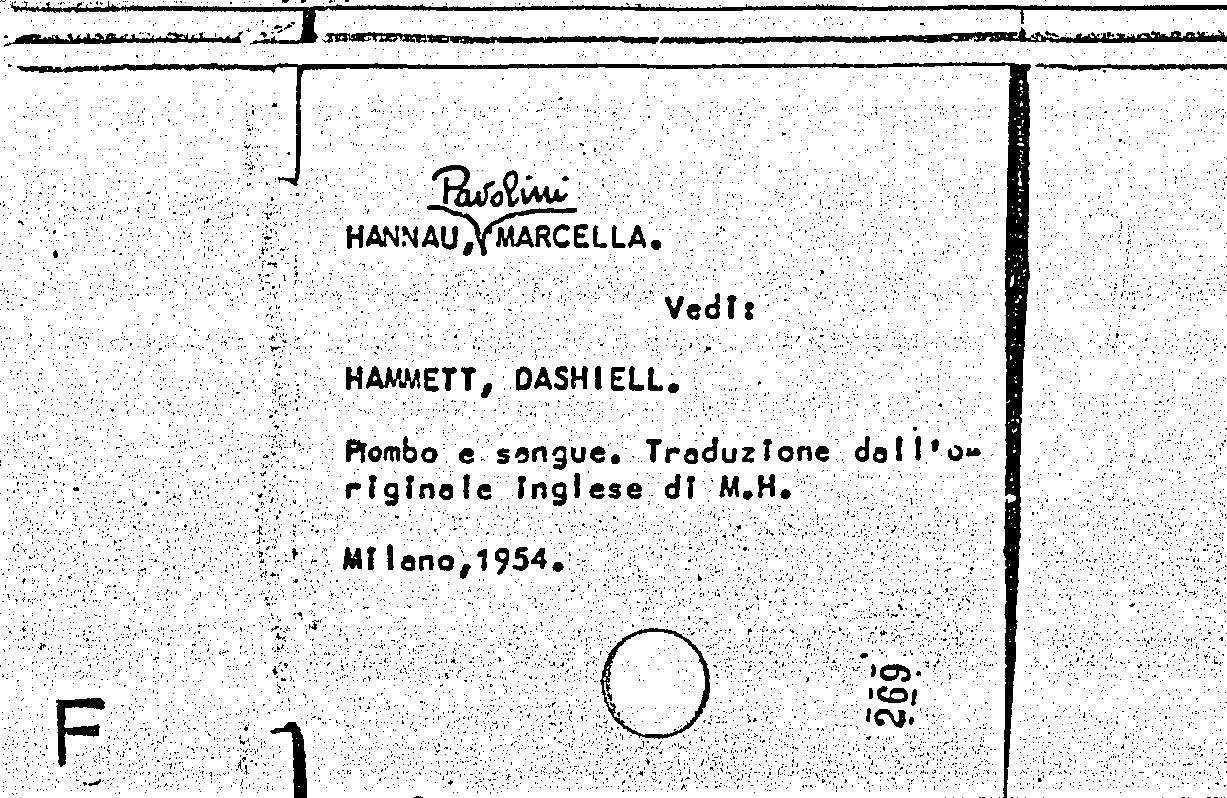 Pavolini
HANNAU, MARCELLA.
Vedi:
HAMMETT, DASHIELL.
Piombo e sangue. Traduzione dall'o-
riginale inglese di M.H.
Milano,1954.
269
F